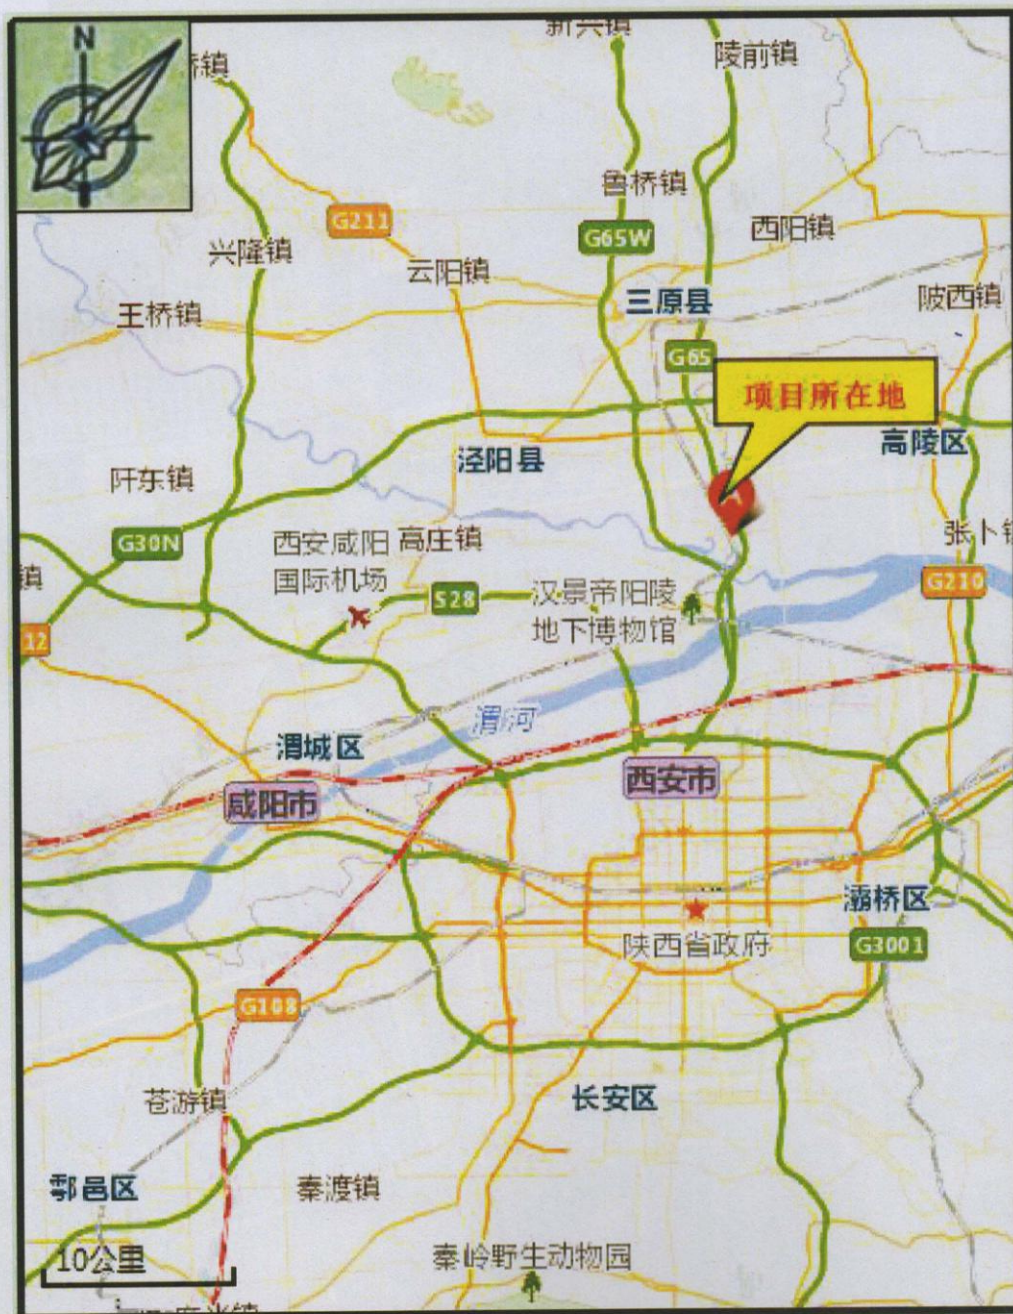 新兴镇
陵前镇
N
桥镇
鲁桥镇
G211
西阳镇
G65W
兴隆镇
云阳镇
三原县
陂西镇
王桥镇
G65
项目所在地
高陵区
泾阳县
阡东镇
张卜镇
G30N
西安咸阳
国际机场
高庄镇
镇
G210
S28
汉景帝阳陵
地下博物馆
12
渭河
渭城区
咸阳市
西安市
灞桥区
陕西省政府
G3001
G108
苍游镇
长安区
鄠邑区
秦渡镇
10公里
秦岭野生动物园